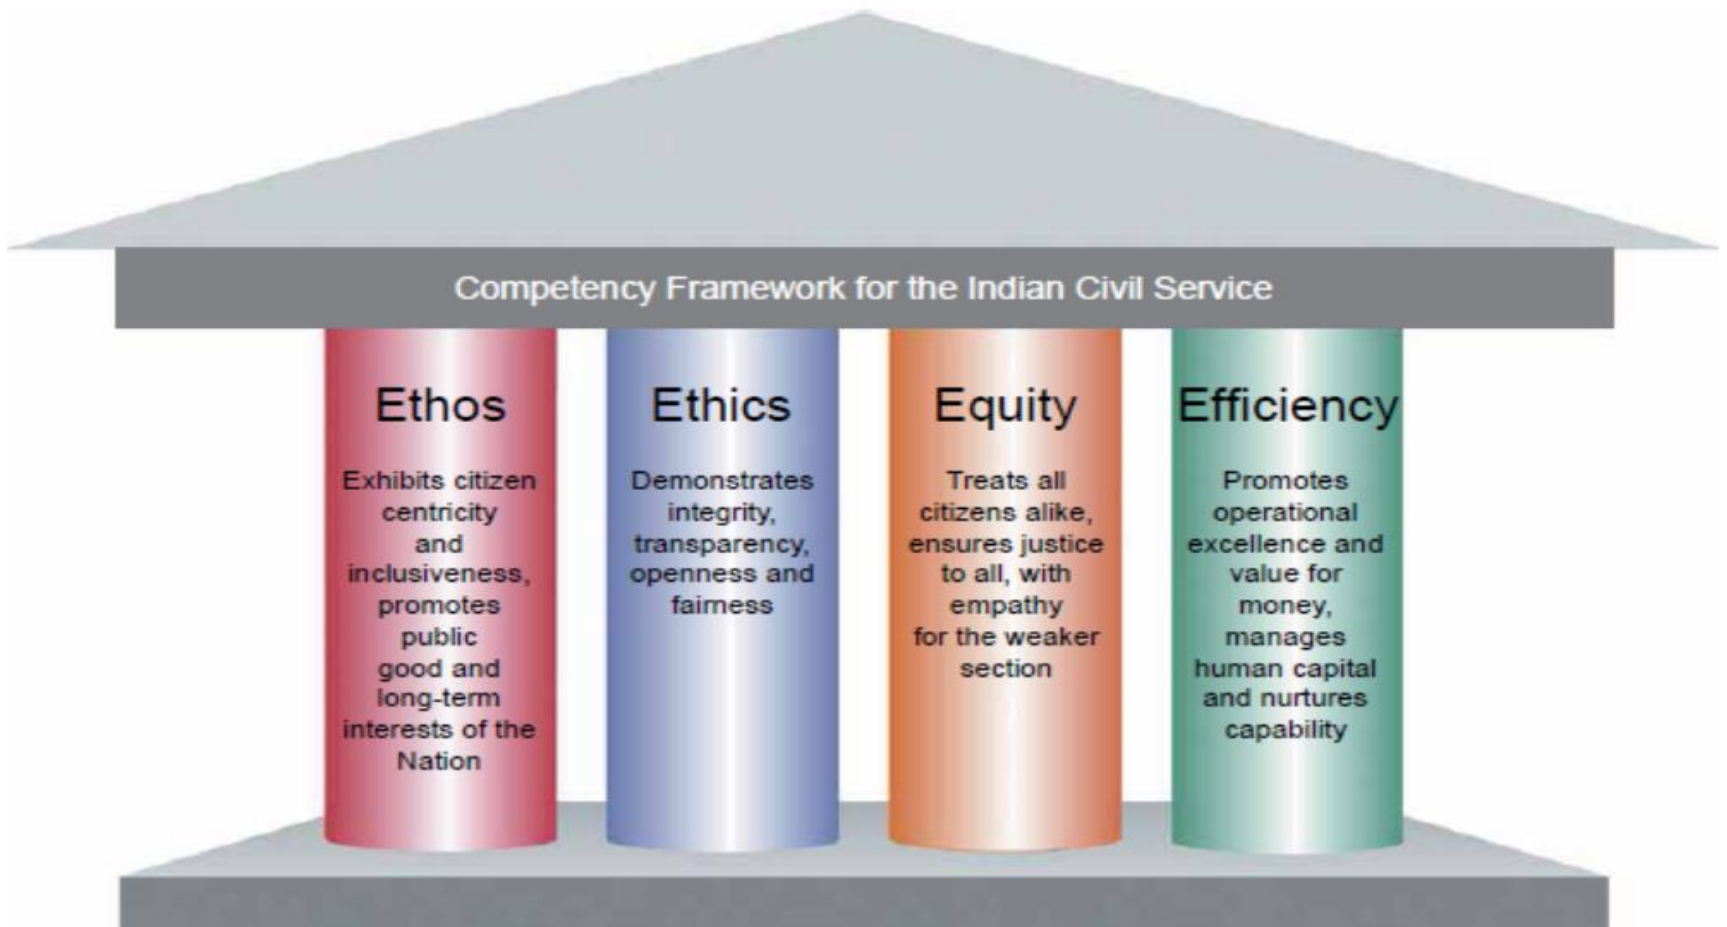 Competency Framework for the Indian Civil Service
Ethos
Exhibits citizen
centricity
and
inclusiveness,
promotes
public
good and
long-term
interests of the
Nation
Ethics
Demonstrates
integrity,
transparency,
openness and
fairness
Equity
Treats all
citizens alike,
ensures justice
to all, with
empathy
for the weaker
section
Efficiency
Promotes
operational
excellence and
value for
money,
manages
human capital
and nurtures
capability